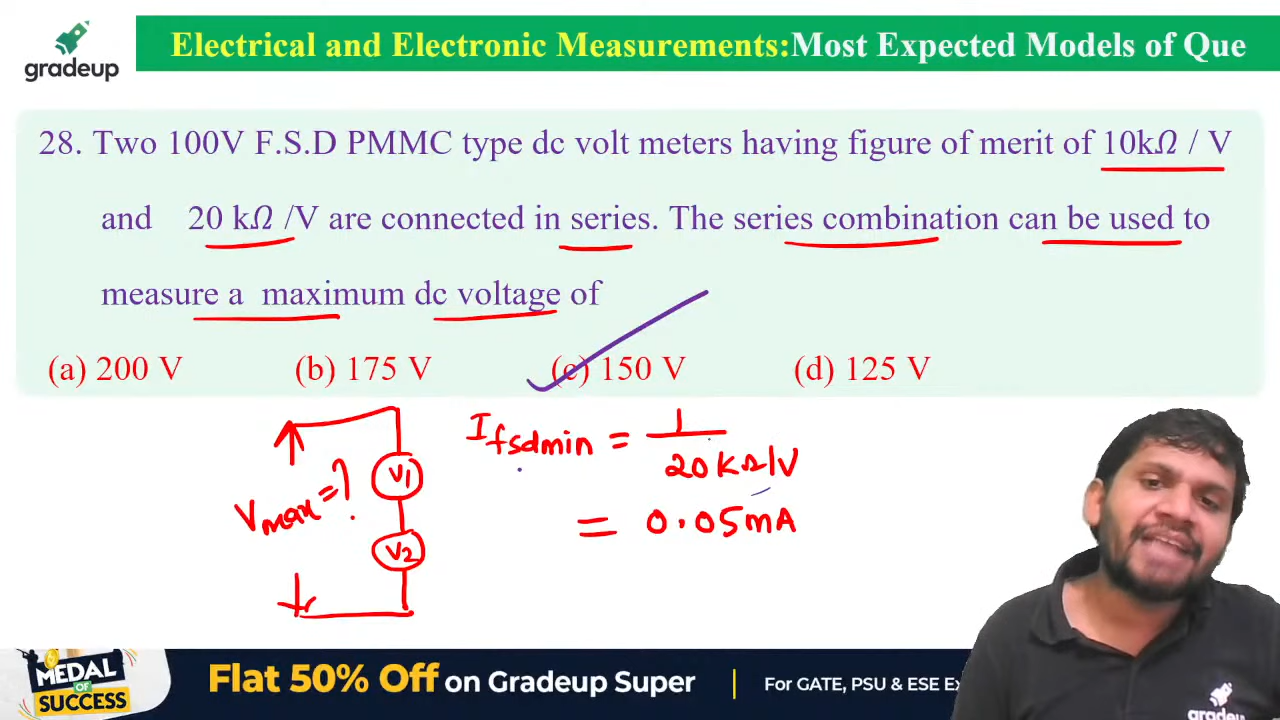 gradeup
Electrical and Electronic Measurements:Most Expected Models of Que
28. Two 100V F.S.D PMMC type dc volt meters having figure of merit of 10kΩ / V
and 20 kΩ /V are connected in series. The series combination can be used to
measure a maximum dc voltage of
(a) 200 V (b) 175 V (c) 150 V (d) 125 V
Vmax=?
V1
V2
Ifsdmin = 1
20kΩ/V
= 0.05mA
MEDAL
OF
SUCCESS
Flat 50% Off on Gradeup Super
For GATE, PSU & ESE Ex
gradeup